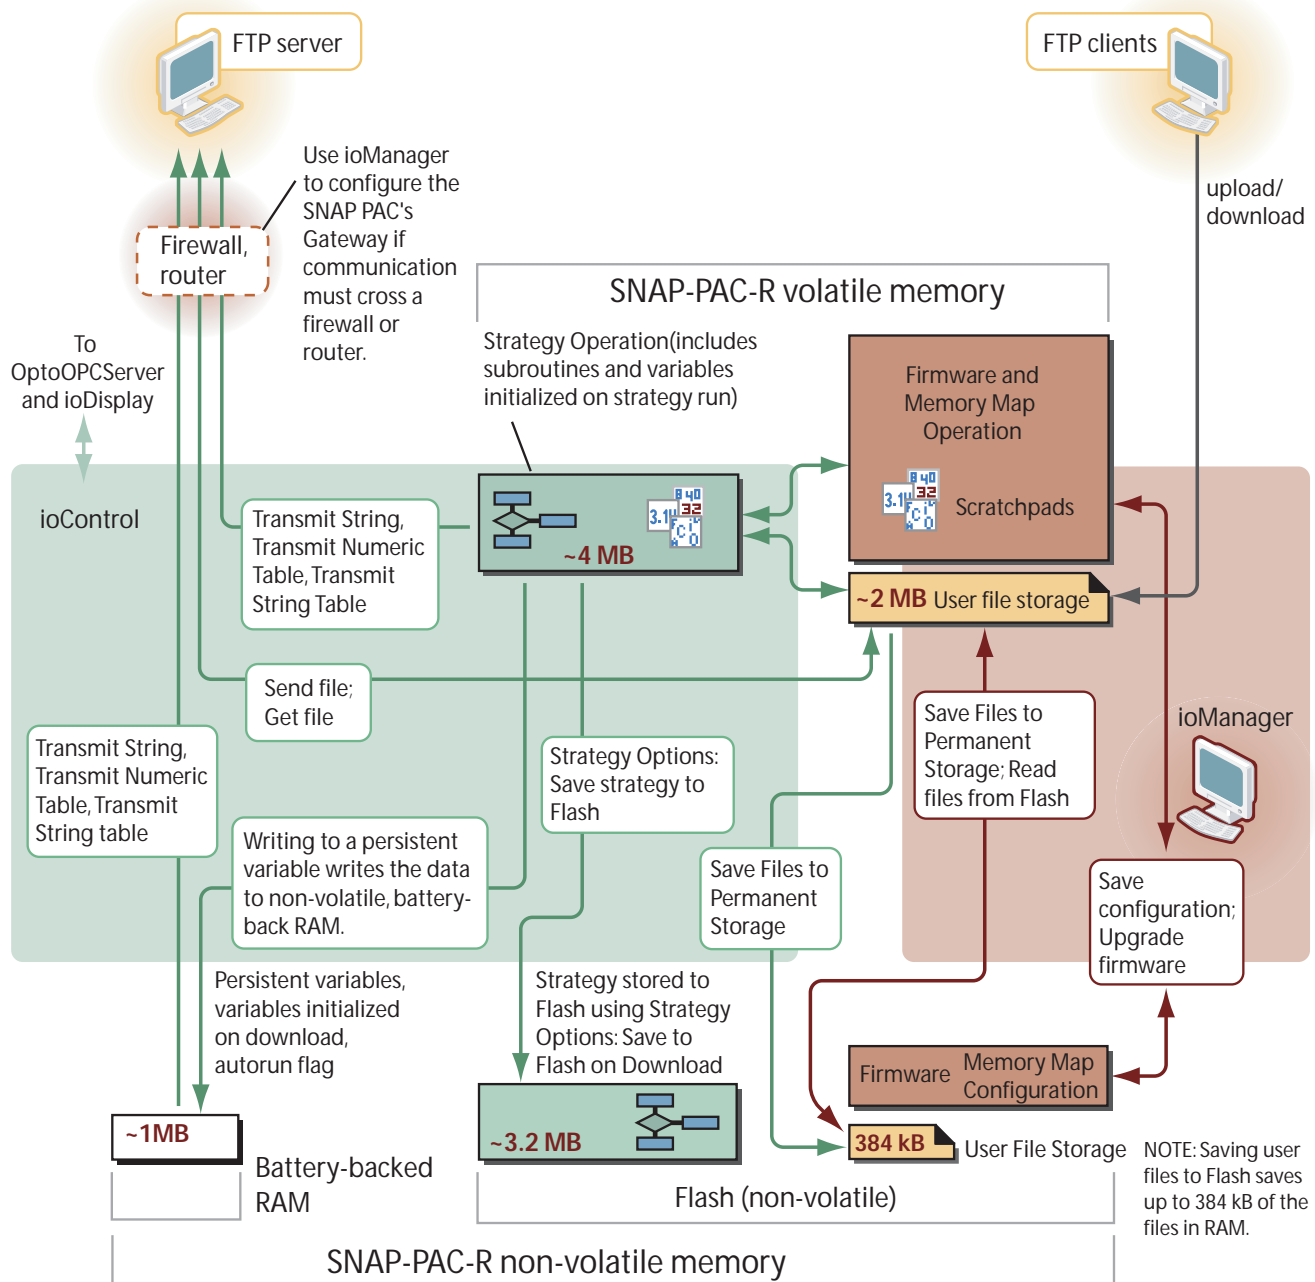 FTP server
FTP clients
Use ioManager
to configure the
SNAP PAC's
Gateway if
communication
must cross a
firewall or
router.
upload/
download
Firewall,
router
SNAP-PAC-R volatile memory
To
OptoOPCServer
and ioDisplay
Strategy Operation(includes
subroutines and variables
initialized on strategy run)
Firmware and
Memory Map
Operation
Scratchpads
ioControl
Transmit String,
Transmit Numeric
Table, Transmit
String Table
~4 MB
~2 MB User file storage
Send file;
Get file
Transmit String,
Transmit Numeric
Table, Transmit
String table
Strategy Options:
Save strategy to
Flash
Save Files to
Permanent
Storage; Read
files from Flash
ioManager
Writing to a persistent
variable writes the data
to non-volatile, battery-
back RAM.
Save Files to
Permanent
Storage
Save
configuration;
Upgrade
firmware
Persistent variables,
variables initialized
on download,
autorun flag
Strategy stored to
Flash using Strategy
Options: Save to
Flash on Download
Firmware
Memory Map
Configuration
~1MB
~3.2 MB
384 kB
User File Storage
NOTE: Saving user
files to Flash saves
up to 384 kB of the
files in RAM.
Battery-backed
RAM
Flash (non-volatile)
SNAP-PAC-R non-volatile memory